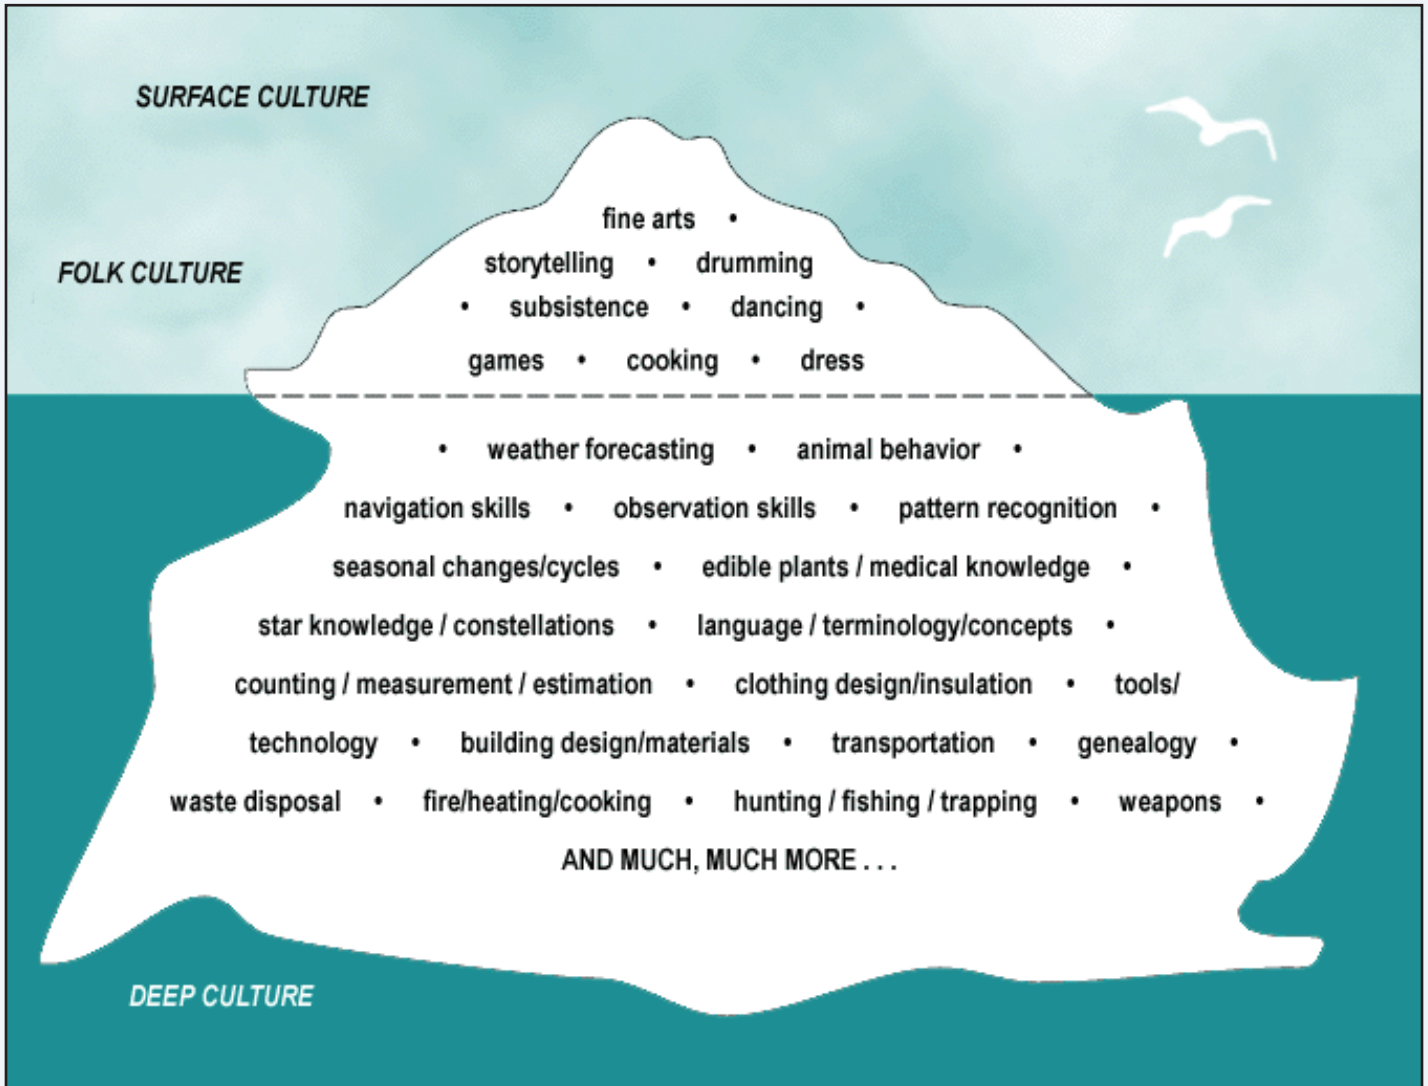 SURFACE CULTURE
fine arts •
FOLK CULTURE
storytelling • drumming
• subsistence • dancing •
games • cooking • dress
• weather forecasting • animal behavior •
navigation skills • observation skills • pattern recognition •
seasonal changes/cycles • edible plants / medical knowledge •
star knowledge / constellations • language / terminology/concepts •
counting / measurement / estimation • clothing design/insulation • tools/
technology • building design/materials • transportation • genealogy •
waste disposal • fire/heating/cooking • hunting / fishing / trapping • weapons •
AND MUCH, MUCH MORE . . .
DEEP CULTURE